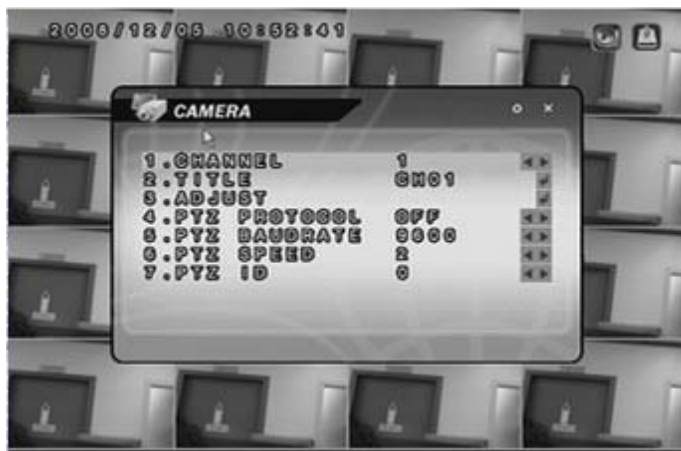 2008/12/05 10:52:41
CAMERA
1.CHANNEL 1
2.TITLE CH01
3.ADJUST
4.PTZ PROTOCOL OFF
5.PTZ BAUDRATE 9600
6.PTZ SPEED 2
7.PTZ ID 0